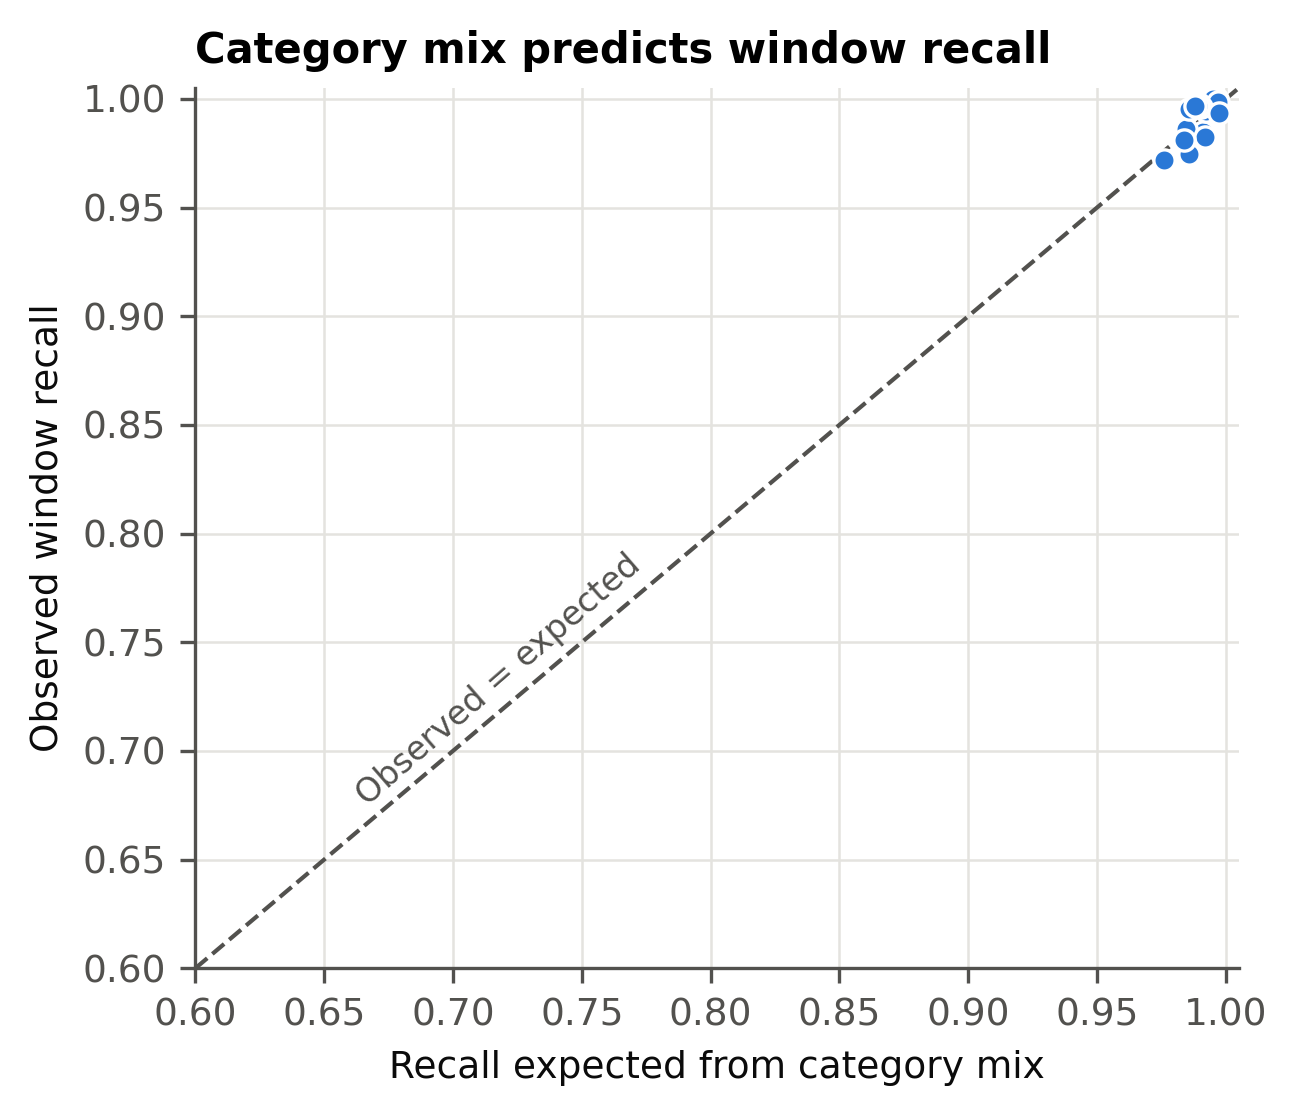 Category mix predicts window recall
1.00
0.95
0.90
0.85
0.80
0.75
0.70
0.65
0.60
Observed window recall
Observed = expected
0.60 0.65 0.70 0.75 0.80 0.85 0.90 0.95 1.00
Recall expected from category mix